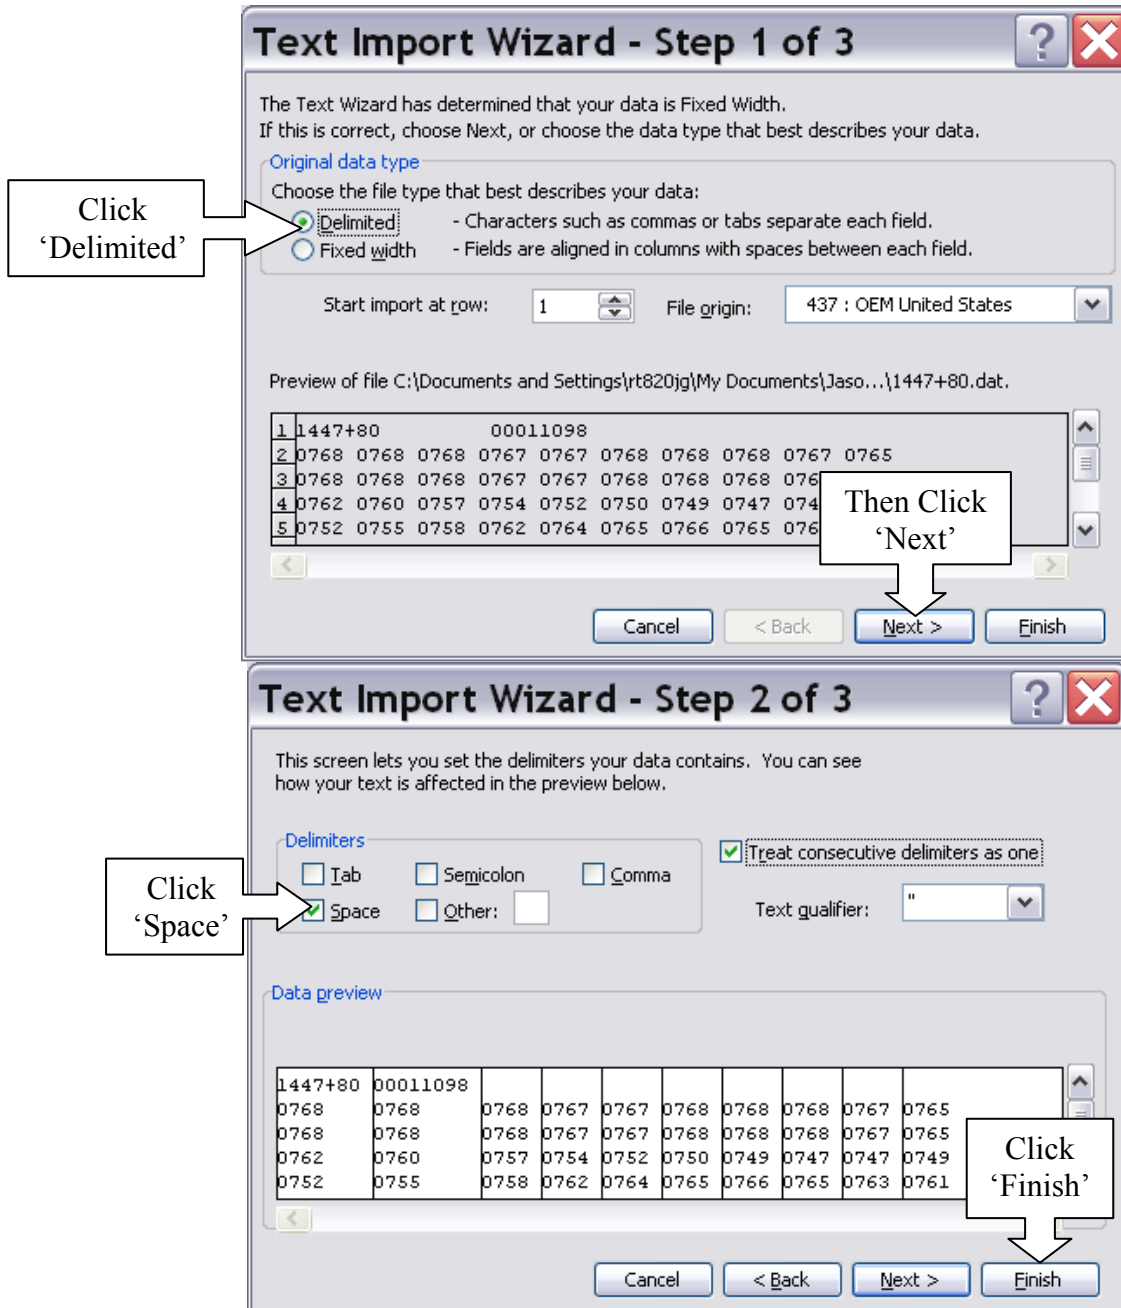 Text Import Wizard - Step 1 of 3
The Text Wizard has determined that your data is Fixed Width.
If this is correct, choose Next, or choose the data type that best describes your data.
Original data type
Choose the file type that best describes your data:
Click
‘Delimited’
Delimited - Characters such as commas or tabs separate each field.
Fixed width - Fields are aligned in columns with spaces between each field.
Start import at row: 1 File origin: 437 : OEM United States
Preview of file C:\Documents and Settings\rt820jg\My Documents\Jaso...\1447+80.dat.
1 1447+80 00011098
2 0768 0768 0768 0767 0767 0768 0768 0768 0767 0765
3 0768 0768 0768 0767 0767 0768 0768 0768 076
4 0762 0760 0757 0754 0752 0750 0749 0747 074
5 0752 0755 0758 0762 0764 0765 0766 0765 076
Then Click
‘Next’
Cancel < Back Next > Finish
Text Import Wizard - Step 2 of 3
This screen lets you set the delimiters your data contains. You can see
how your text is affected in the preview below.
Delimiters
Treat consecutive delimiters as one
Tab Semicolon Comma
Click
‘Space’
Space Other:
Text qualifier: "
Data preview
1447+80 00011098
0768 0768 0768 0767 0767 0768 0768 0768 0767 0765
0768 0768 0768 0767 0767 0768 0768 0768 0767 0765
0762 0760 0757 0754 0752 0750 0749 0747 0747 0749
0752 0755 0758 0762 0764 0765 0766 0765 0763 0761
Click
‘Finish’
Cancel < Back Next > Finish